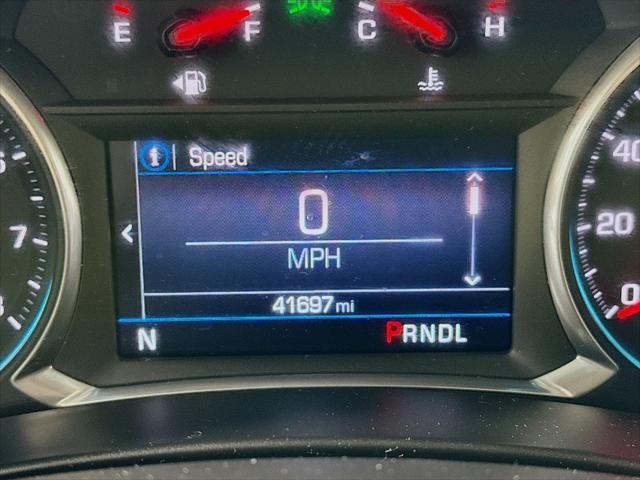 E F C H
Speed
0
MPH
41697 mi
N PRNDL
7
40
20
0